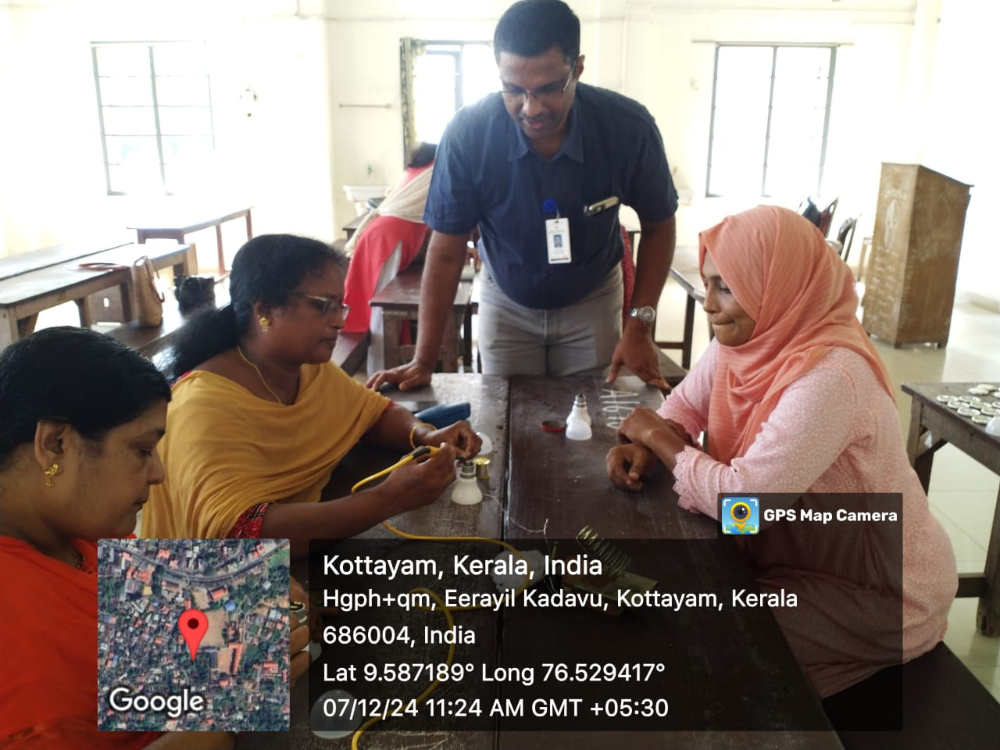 GPS Map Camera
Kottayam, Kerala, India
Hgph+qm, Eerayil Kadavu, Kottayam, Kerala
686004, India
Lat 9.587189° Long 76.529417°
07/12/24 11:24 AM GMT +05:30
Google